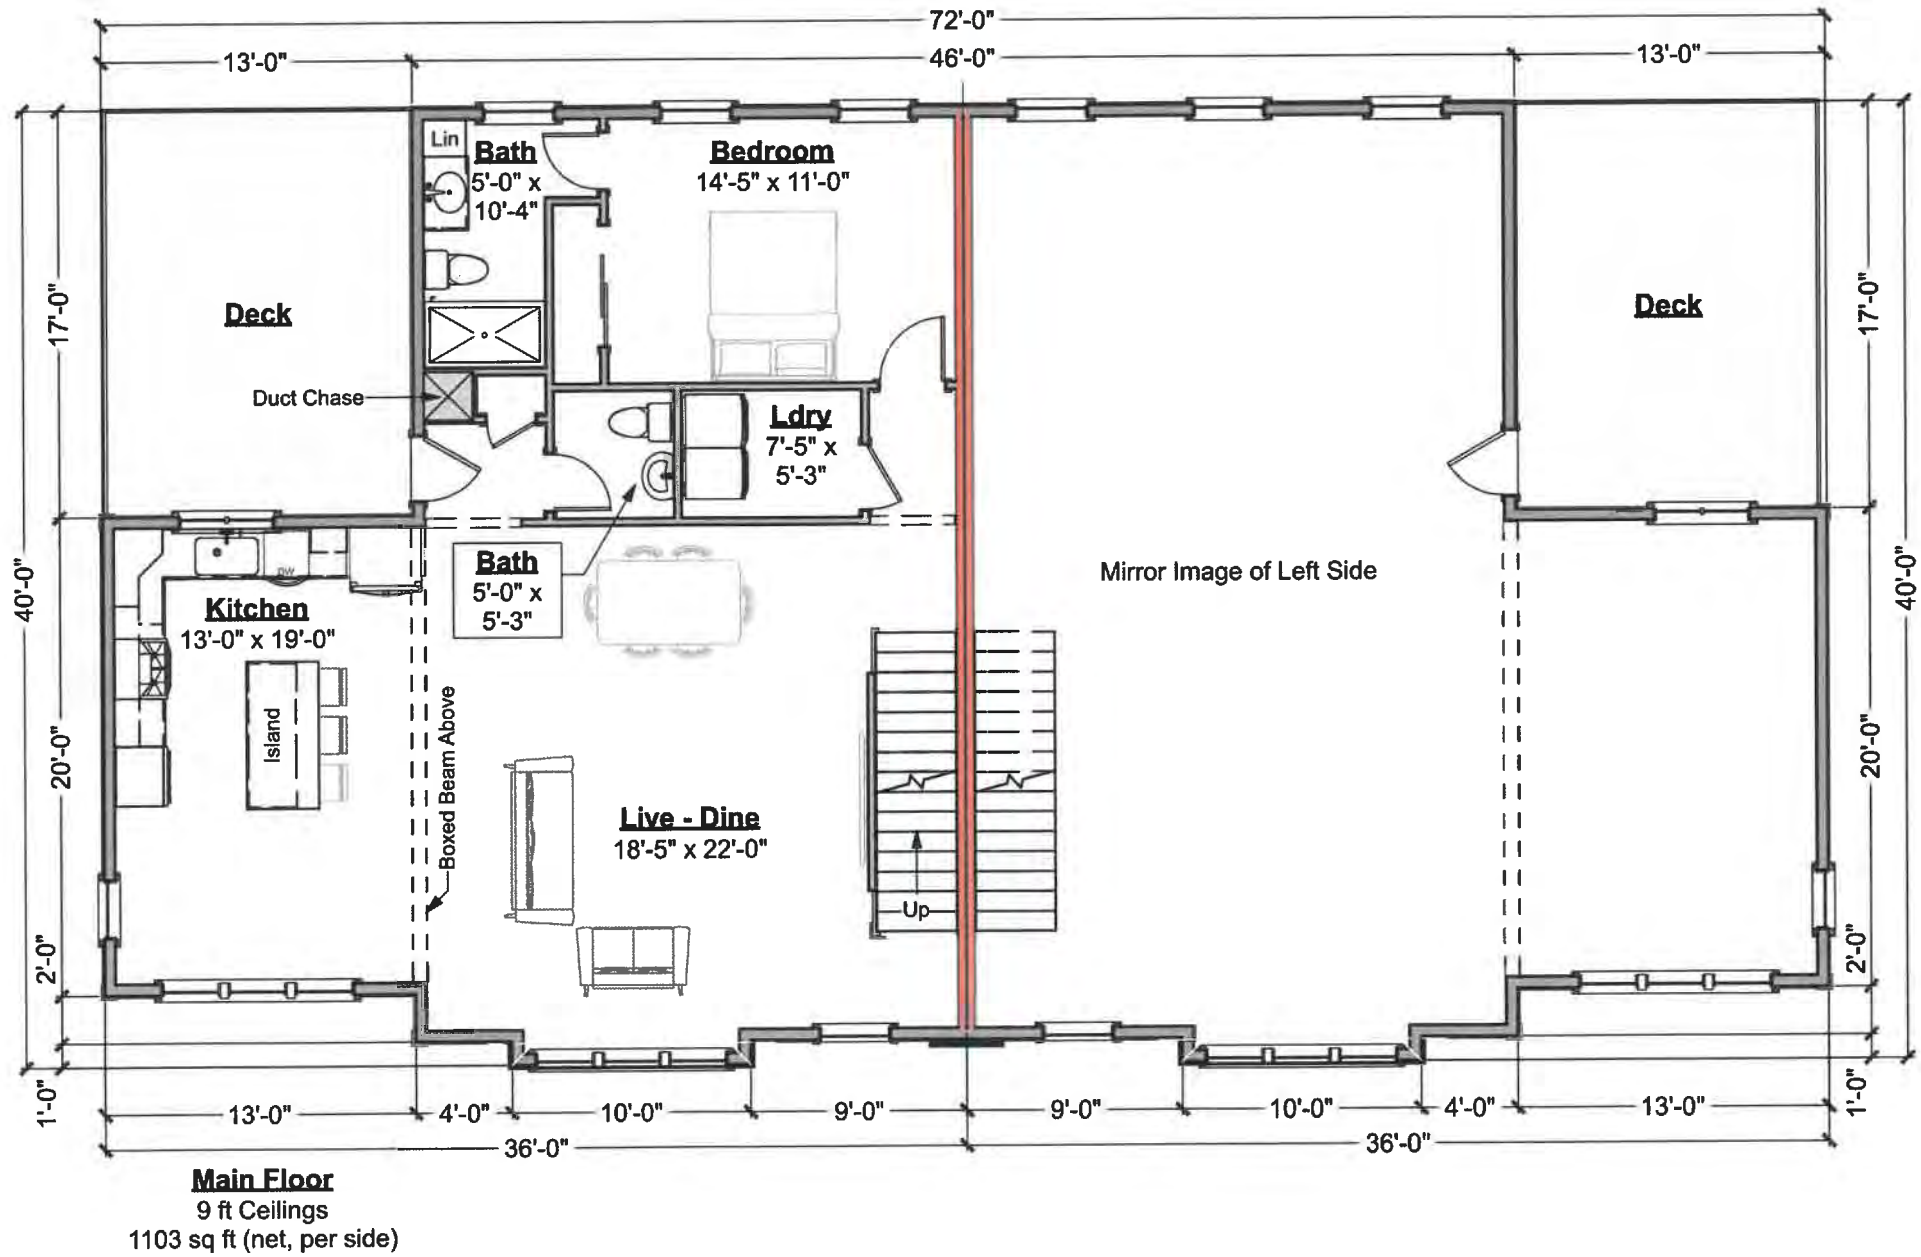 72'-0"
13'-0"
46'-0"
13'-0"
Lin
Bath
5'-0" x
10'-4"
Bedroom
14'-5" x 11'-0"
Deck
Deck
17'-0"
17'-0"
Duct Chase
Ldry
7'-5" x
5'-3"
40'-0"
40'-0"
Bath
5'-0" x
5'-3"
DW
Kitchen
13'-0" x 19'-0"
Mirror Image of Left Side
Island
Boxed Beam Above
20'-0"
20'-0"
Live - Dine
18'-5" x 22'-0"
Up
2'-0"
2'-0"
1'-0"
1'-0"
13'-0"
4'-0"
10'-0"
9'-0"
9'-0"
10'-0"
4'-0"
13'-0"
36'-0"
36'-0"
Main Floor
9 ft Ceilings
1103 sq ft (net, per side)